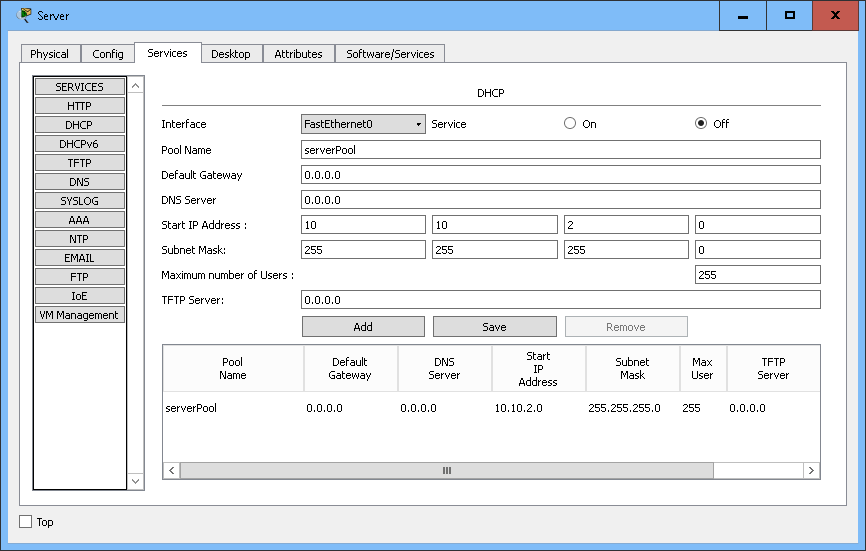 Server
Physical Config Services Desktop Attributes Software/Services
SERVICES
HTTP
DHCP
DHCPv6
TFTP
DNS
SYSLOG
AAA
NTP
EMAIL
FTP
IoE
VM Management
DHCP
Interface FastEthernet0 Service On Off
Pool Name serverPool
Default Gateway 0.0.0.0
DNS Server 0.0.0.0
Start IP Address : 10 10 2 0
Subnet Mask: 255 255 255 0
Maximum number of Users : 255
TFTP Server: 0.0.0.0
Add Save Remove
Pool Name Default Gateway DNS Server Start IP Address Subnet Mask Max User TFTP Server
serverPool 0.0.0.0 0.0.0.0 10.10.2.0 255.255.255.0 255 0.0.0.0
Top